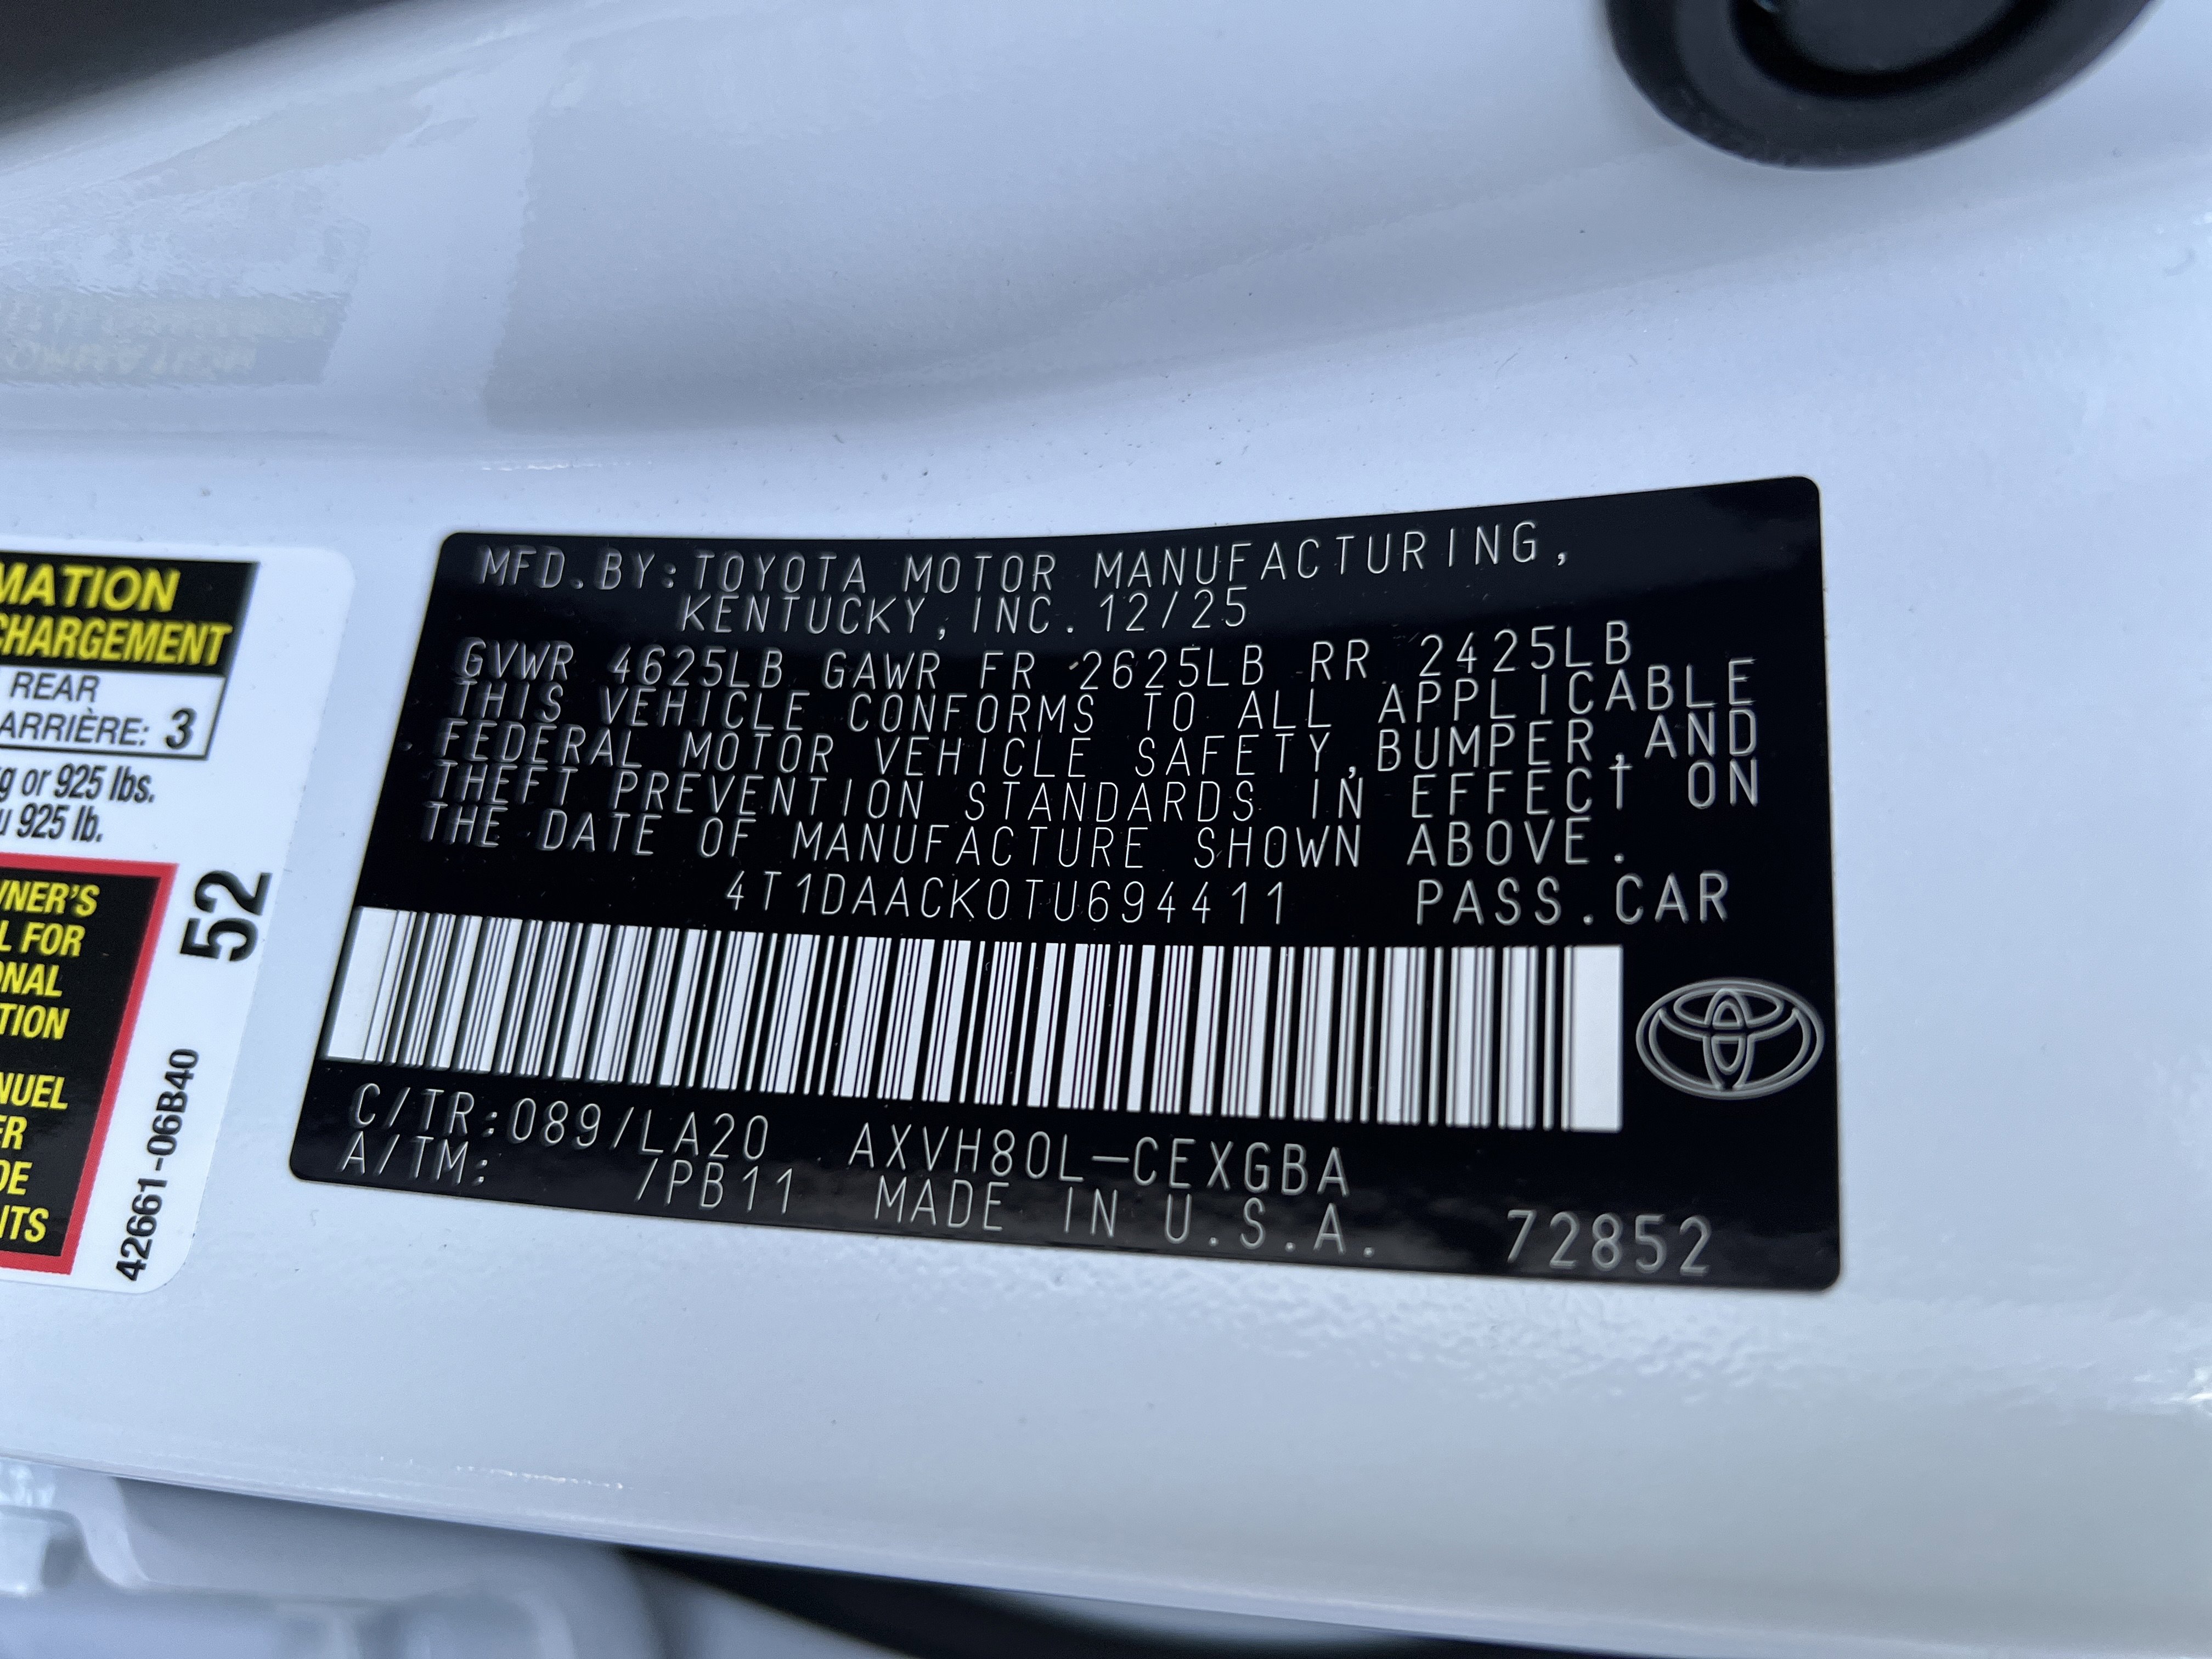 MATION
CHARGEMENT
REAR
ARRIÈRE: 3
g or 925 lbs.
u 925 lb.
WNER'S
L FOR
ONAL
TION
NUEL
ER
DE
ITS
52
42661-06B40
MFD.BY:TOYOTA MOTOR MANUFACTURING,
KENTUCKY,INC. 12/25
GVWR 4625LB GAWR FR 2625LB RR 2425LB
THIS VEHICLE CONFORMS TO ALL APPLICABLE
FEDERAL MOTOR VEHICLE SAFETY,BUMPER,AND
THEFT PREVENTION STANDARDS IN EFFECT ON
THE DATE OF MANUFACTURE SHOWN ABOVE.
4T1DAACK0TU694411 PASS.CAR
C/TR:089/LA20 AXVH80L-CEXGBA
A/TM: /PB11 MADE IN U.S.A. 72852